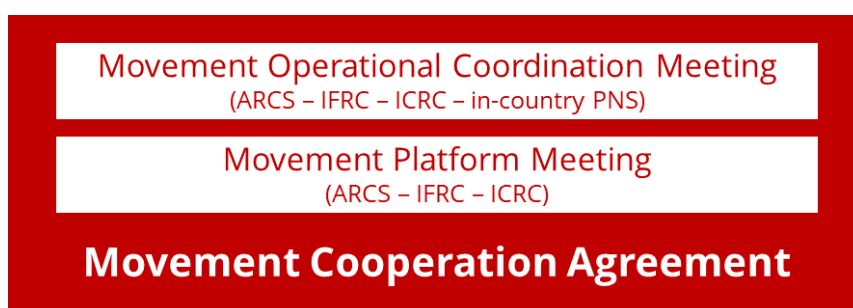 Movement Operational Coordination Meeting
(ARCS – IFRC – ICRC – in-country PNS)
Movement Platform Meeting
(ARCS – IFRC – ICRC)
Movement Cooperation Agreement